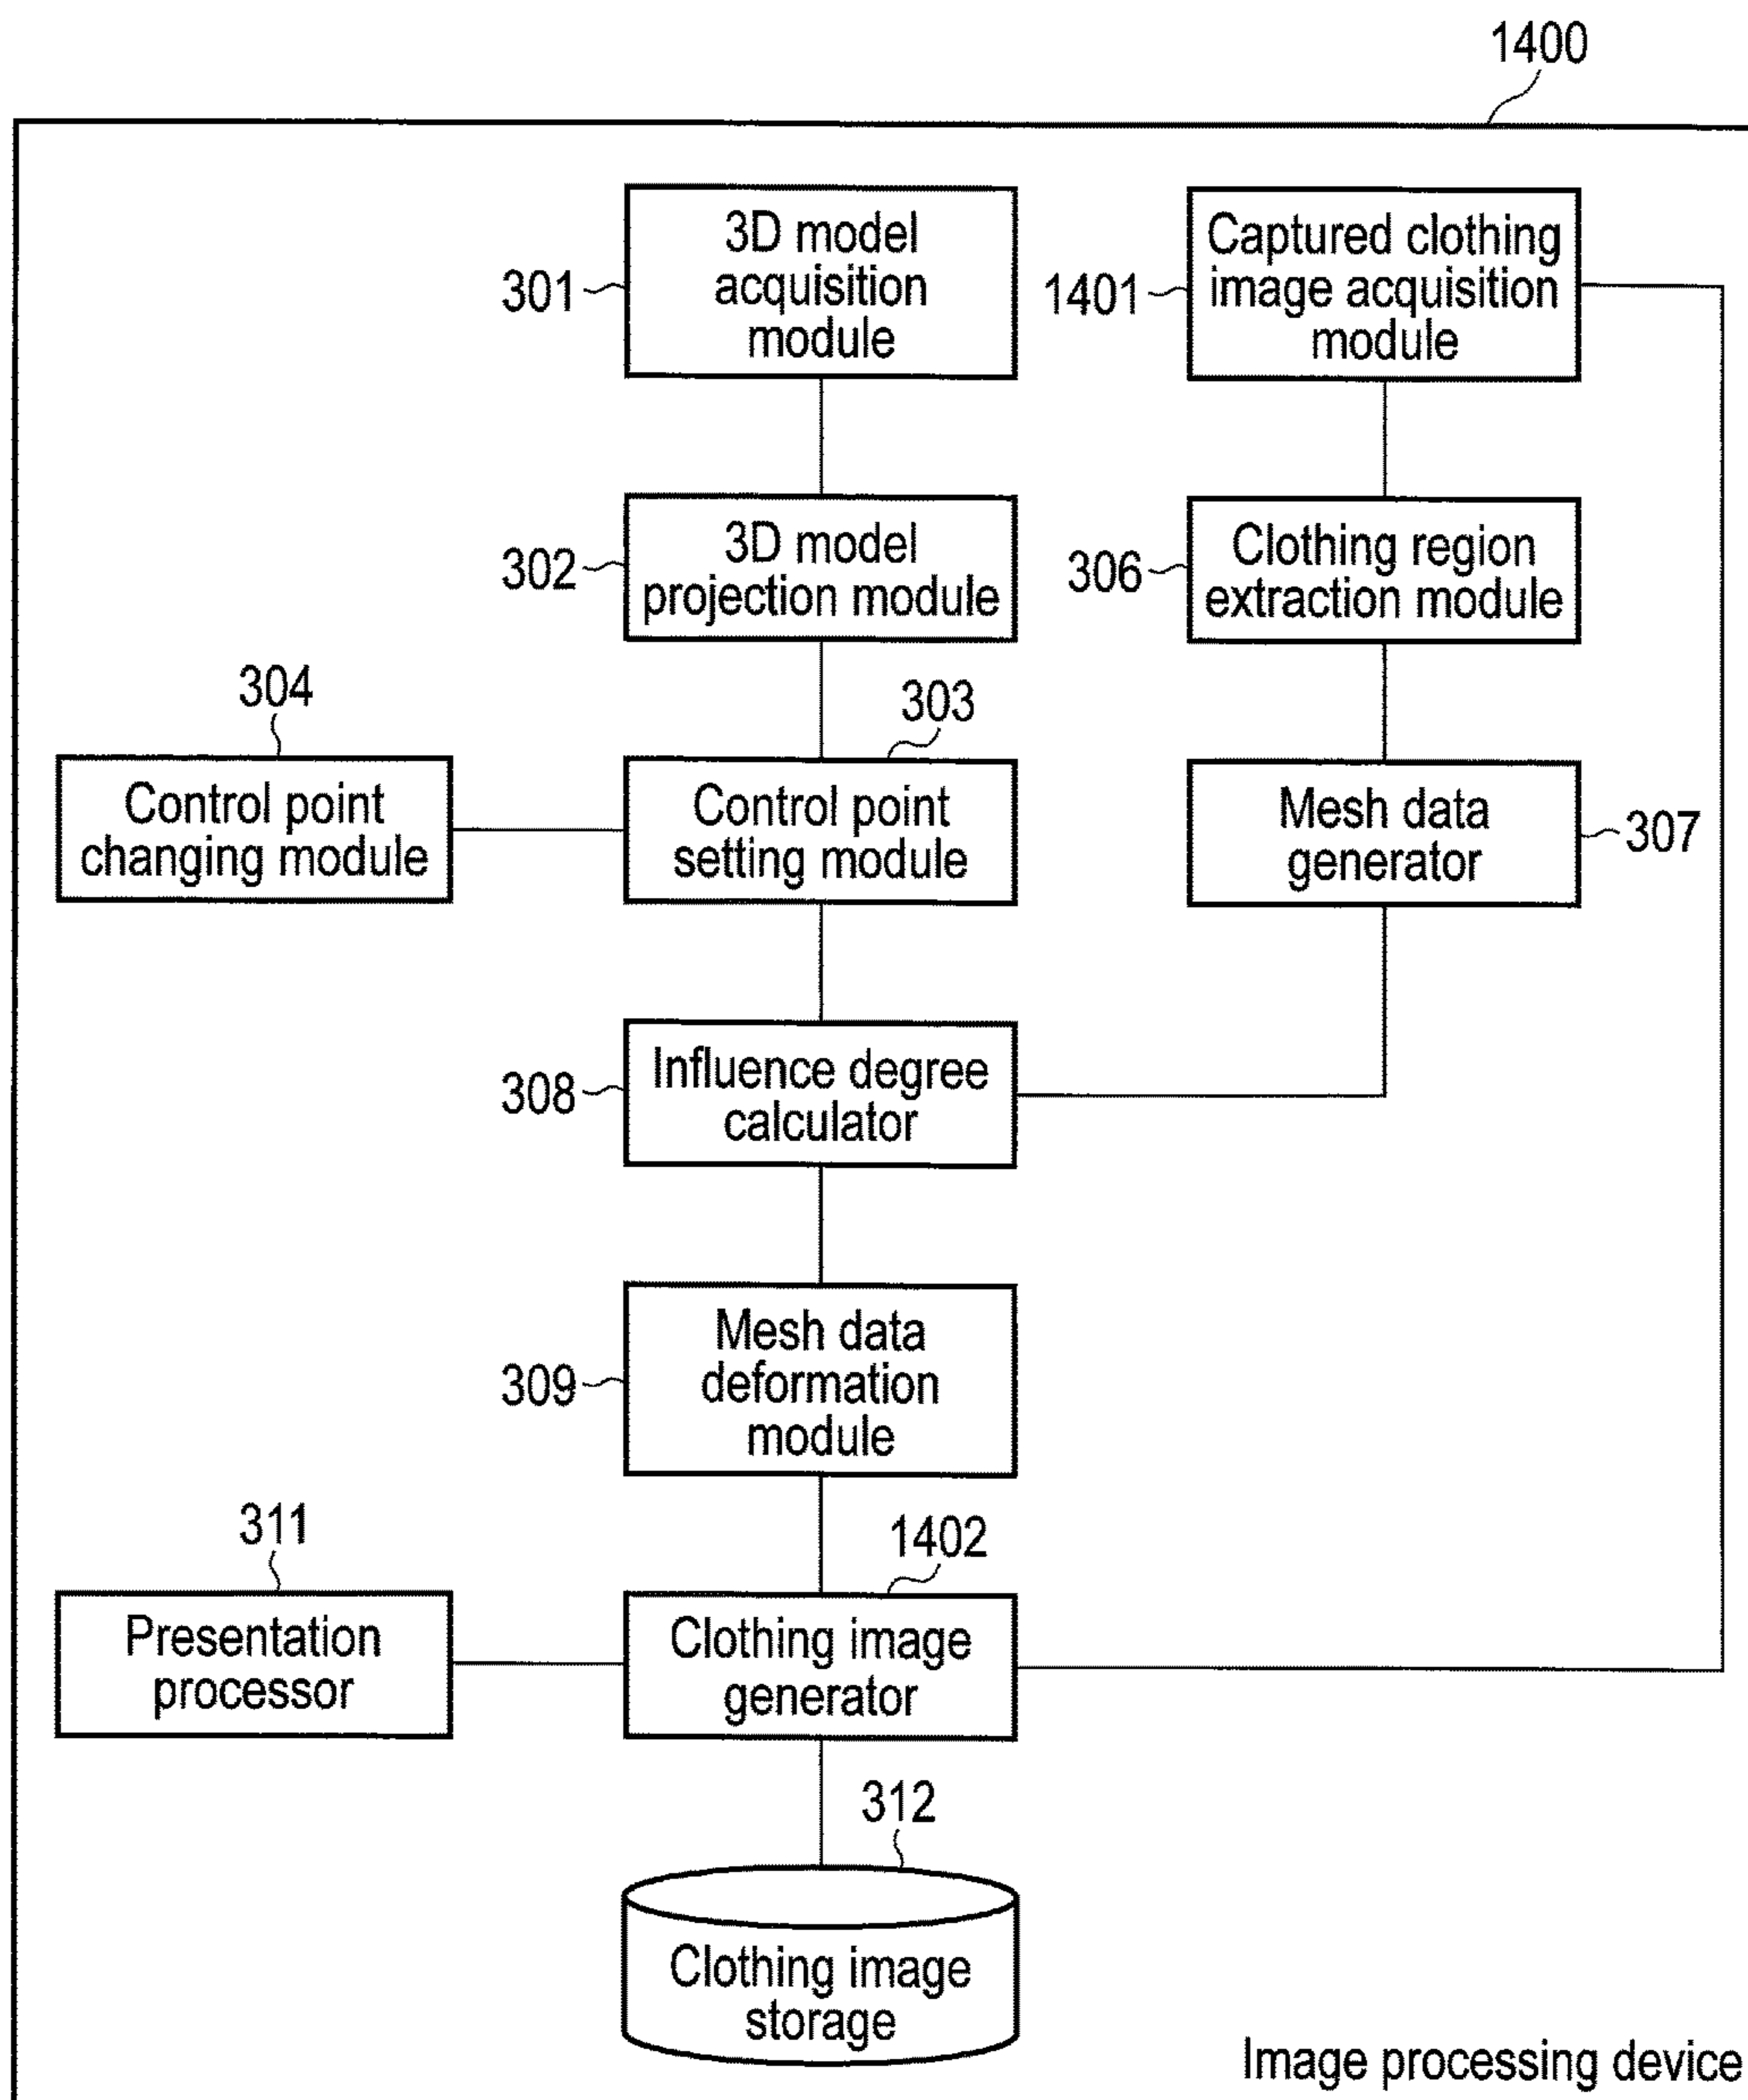 1400
3D model
acquisition
module
301
Captured clothing
image acquisition
module
1401
3D model
projection module
302
Clothing region
extraction module
306
304
Control point
changing module
303
Control point
setting module
Mesh data
generator
307
Influence degree
calculator
308
Mesh data
deformation
module
309
311
Presentation
processor
1402
Clothing image
generator
312
Clothing image
storage
Image processing device